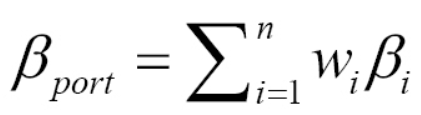 β_port = ∑_{i=1}^{n} w_i β_i